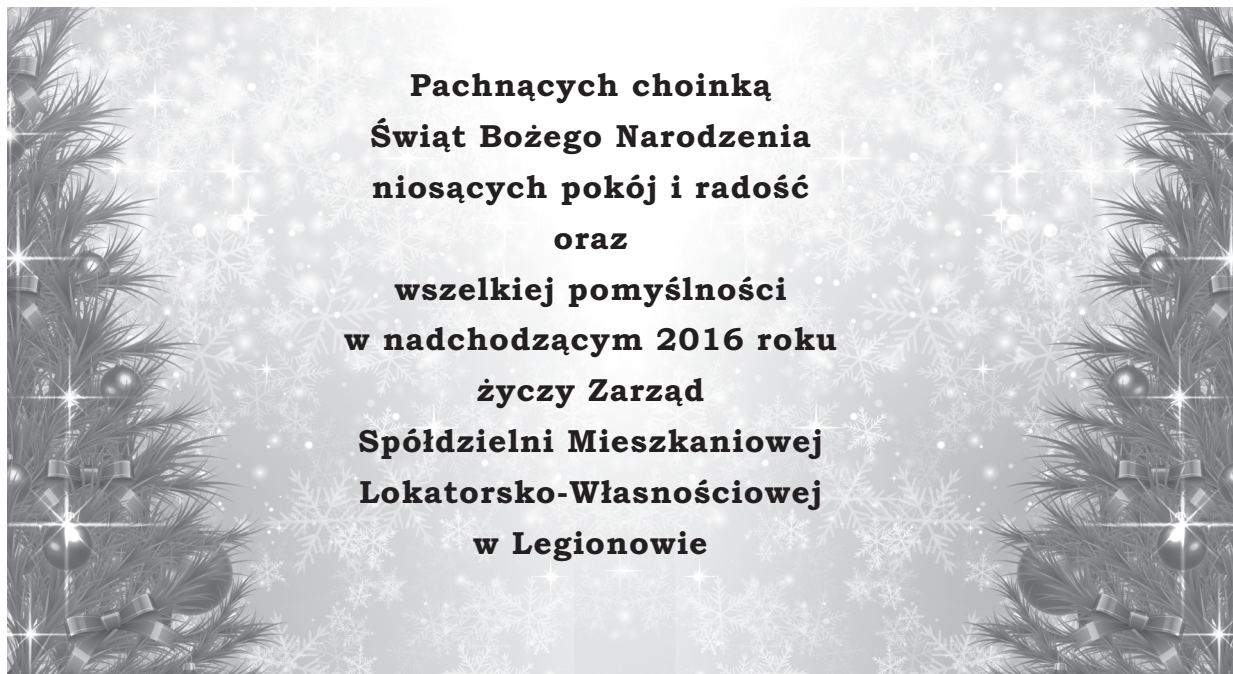 Pachnących choinką
Świąt Bożego Narodzenia
niosących pokój i radość
oraz
wszelkiej pomyślności
w nadchodzącym 2016 roku
życzy Zarząd
Spółdzielni Mieszkaniowej
Lokatorsko-Własnościowej
w Legionowie